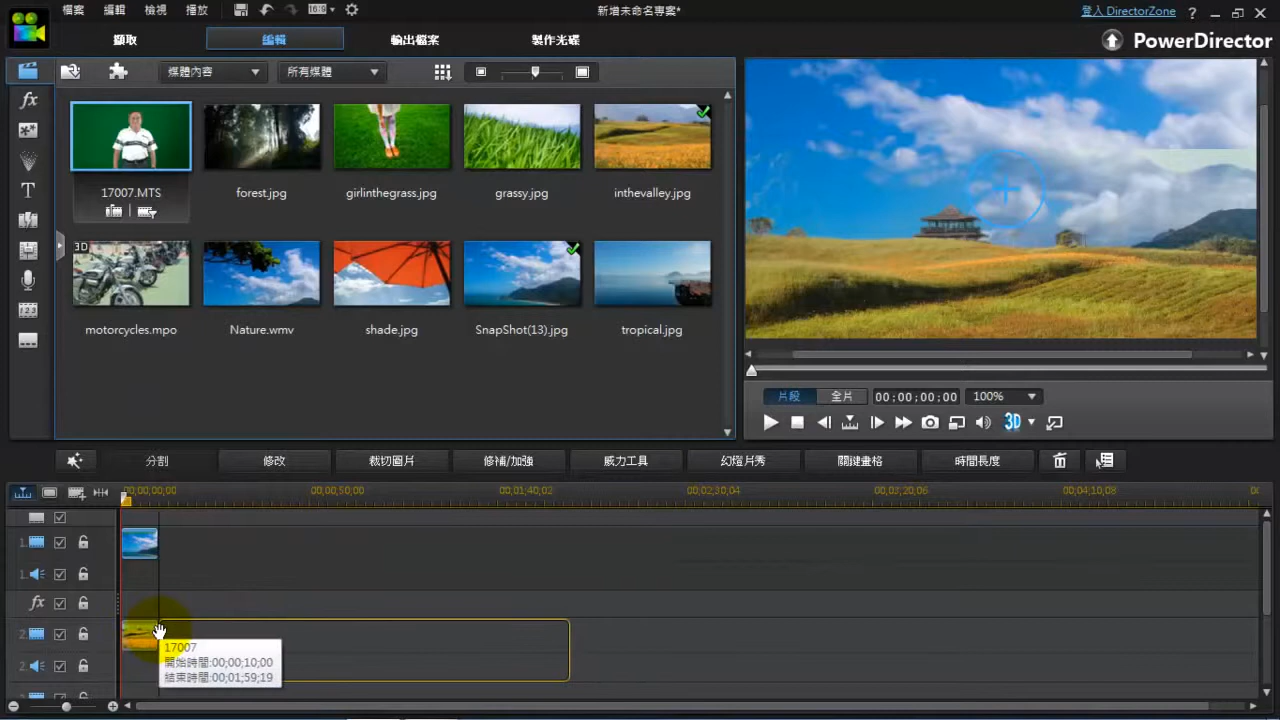 檔案 編輯 檢視 播放 16:9 新增未命名專案* 登入 DirectorZone ?
擷取 編輯 輸出檔案 製作光碟 PowerDirector
媒體內容 所有媒體
17007.MTS forest.jpg girlinthegrass.jpg grassy.jpg inthevalley.jpg
3D
motorcycles.mpo Nature.wmv shade.jpg SnapShot(13).jpg tropical.jpg
片段 全片 00;00;00;00 100%
3D
分割 修改 裁切圖片 修補/加強 威力工具 幻燈片秀 關鍵畫格 時間長度
00;00;00;00 00;00;50;00 00;01;40;02 00;02;30;04 00;03;20;06 00;04;10;08 00
1.
1.
fx
2.
17007
開始時間:00;00;10;00
2.
結束時間:00;01;59;19